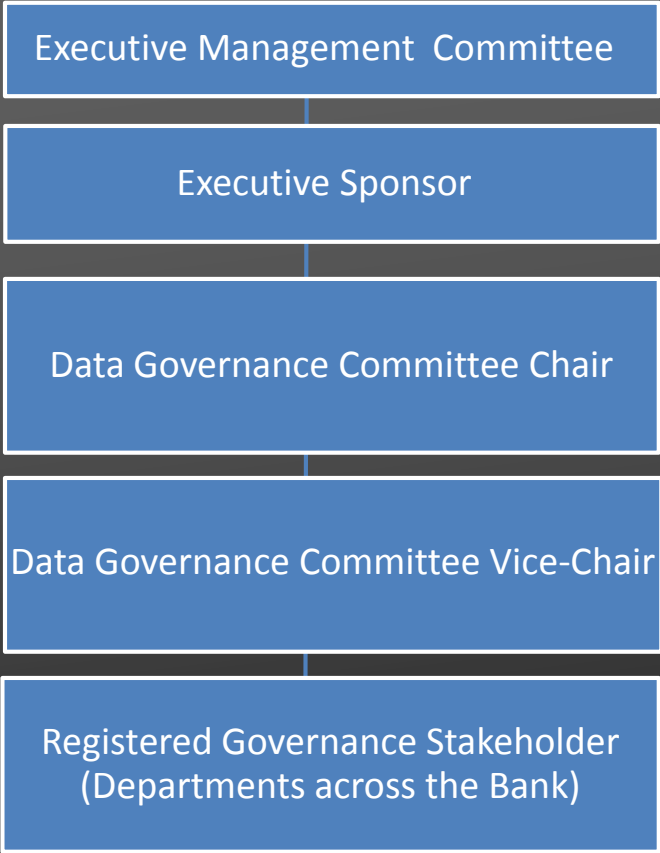 Executive Management Committee
Executive Sponsor
Data Governance Committee Chair
Data Governance Committee Vice-Chair
Registered Governance Stakeholder
(Departments across the Bank)